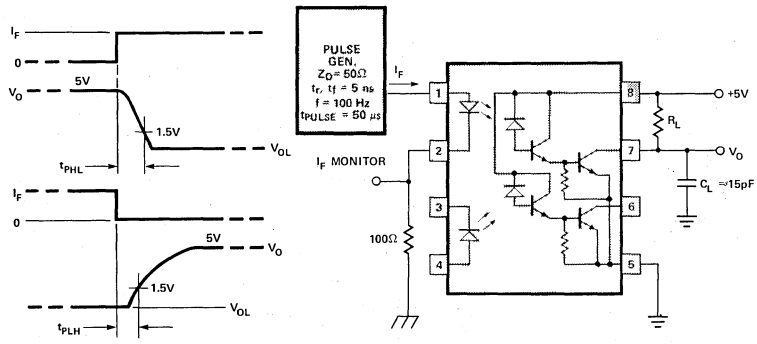 I_F
0
5V
V_O
1.5V
V_OL
t_PHL
I_F
0
5V
V_O
1.5V
V_OL
t_PLH
PULSE
GEN.
Z_O = 50Ω
t_r, t_f = 5 ns
f = 100 Hz
t_PULSE = 50 μs
I_F
I_F MONITOR
100Ω
1
2
3
4
8
7
6
5
+5V
R_L
V_O
C_L ≈15pF